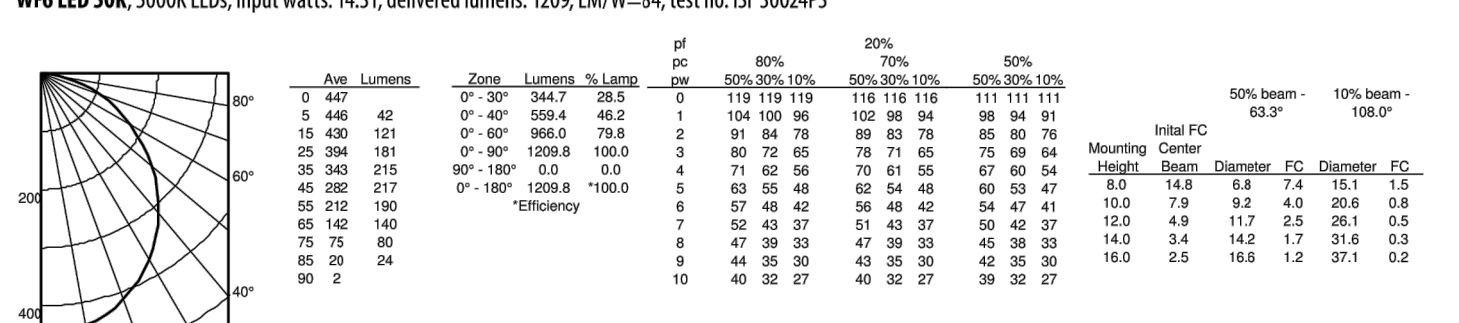 WF6 LED 50K, 5000K LEDs, input watts: 14.31, delivered lumens: 1209, LM/W=84, test no. ISF 30024P5
80°
60°
40°
200
400
Ave Lumens
0 447
5 446 42
15 430 121
25 394 181
35 343 215
45 282 217
55 212 190
65 142 140
75 75 80
85 20 24
90 2
Zone Lumens % Lamp
0° - 30° 344.7 28.5
0° - 40° 559.4 46.2
0° - 60° 966.0 79.8
0° - 90° 1209.8 100.0
90° - 180° 0.0 0.0
0° - 180° 1209.8 *100.0
*Efficiency
pf 20%
pc 80% 70% 50%
pw 50% 30% 10% 50% 30% 10% 50% 30% 10%
0 119 119 119 116 116 116 111 111 111
1 104 100 96 102 98 94 98 94 91
2 91 84 78 89 83 78 85 80 76
3 80 72 65 78 71 65 75 69 64
4 71 62 56 70 61 55 67 60 54
5 63 55 48 62 54 48 60 53 47
6 57 48 42 56 48 42 54 47 41
7 52 43 37 51 43 37 50 42 37
8 47 39 33 47 39 33 45 38 33
9 44 35 30 43 35 30 42 35 30
10 40 32 27 40 32 27 39 32 27
50% beam - 10% beam -
63.3° 108.0°
Inital FC
Mounting Center
Height Beam Diameter FC Diameter FC
8.0 14.8 6.8 7.4 15.1 1.5
10.0 7.9 9.2 4.0 20.6 0.8
12.0 4.9 11.7 2.5 26.1 0.5
14.0 3.4 14.2 1.7 31.6 0.3
16.0 2.5 16.6 1.2 37.1 0.2